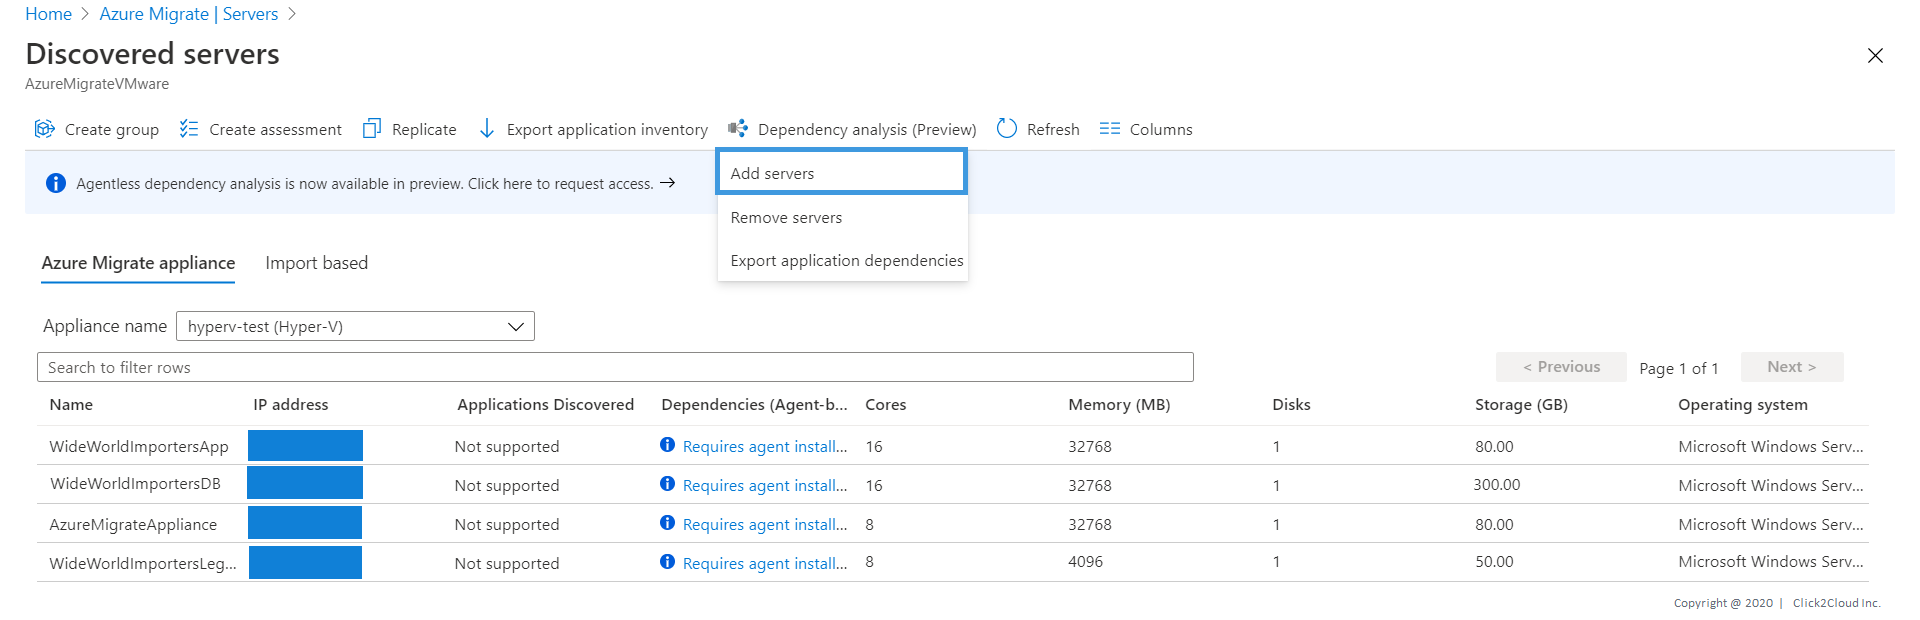 Home > Azure Migrate | Servers >
Discovered servers
AzureMigrateVMware
Create group Create assessment Replicate Export application inventory Dependency analysis (Preview) Refresh Columns
Agentless dependency analysis is now available in preview. Click here to request access. →
Add servers
Remove servers
Export application dependencies
Azure Migrate appliance Import based
Appliance name hyperv-test (Hyper-V)
Search to filter rows < Previous Page 1 of 1 Next >
Name IP address Applications Discovered Dependencies (Agent-b... Cores Memory (MB) Disks Storage (GB) Operating system
WideWorldImportersApp Not supported Requires agent install... 16 32768 1 80.00 Microsoft Windows Serv...
WideWorldImportersDB Not supported Requires agent install... 16 32768 1 300.00 Microsoft Windows Serv...
AzureMigrateAppliance Not supported Requires agent install... 8 32768 1 80.00 Microsoft Windows Serv...
WideWorldImportersLeg... Not supported Requires agent install... 8 4096 1 50.00 Microsoft Windows Serv...
Copyright @ 2020 | Click2Cloud Inc.